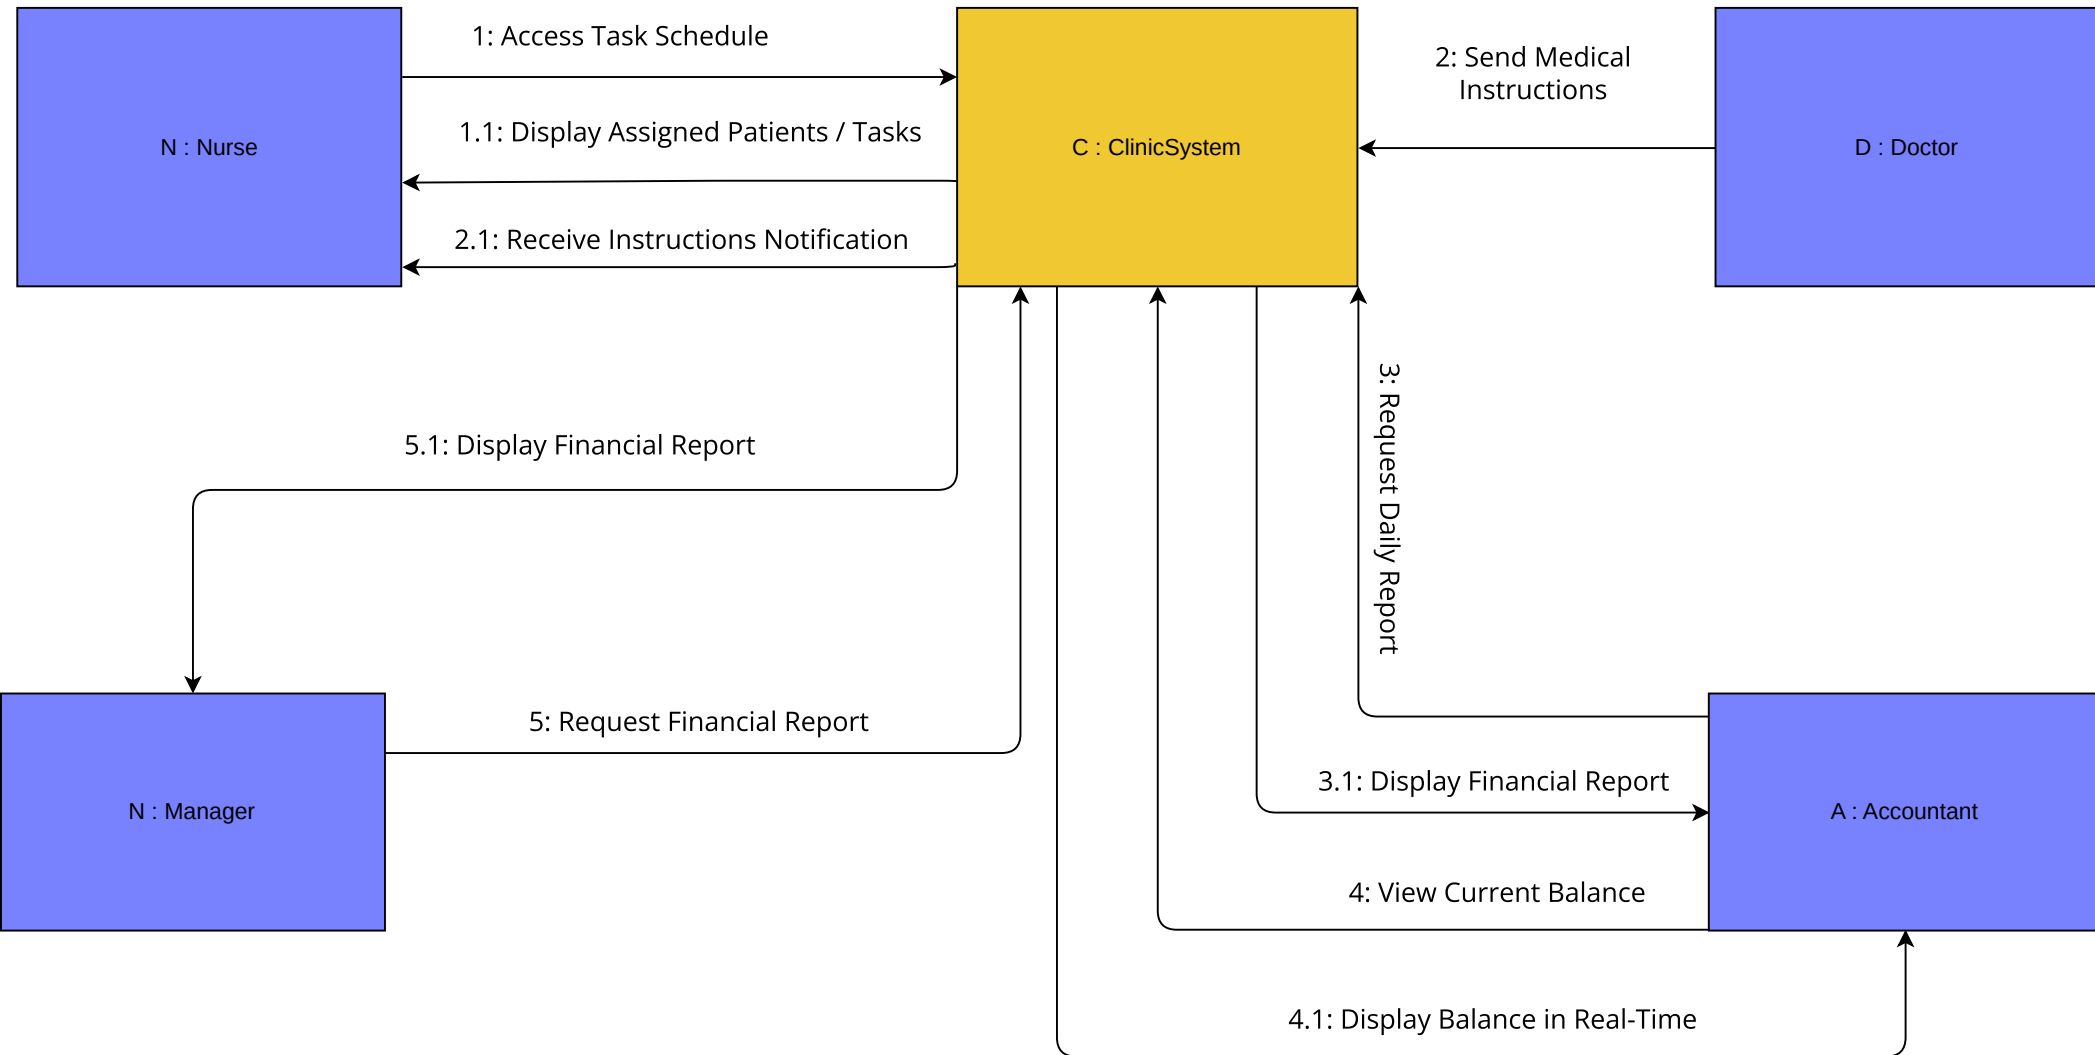 1: Access Task Schedule
2: Send Medical
Instructions
1.1: Display Assigned Patients / Tasks
N : Nurse
C : ClinicSystem
D : Doctor
2.1: Receive Instructions Notification
3: Request Daily Report
5.1: Display Financial Report
5: Request Financial Report
3.1: Display Financial Report
N : Manager
A : Accountant
4: View Current Balance
4.1: Display Balance in Real-Time